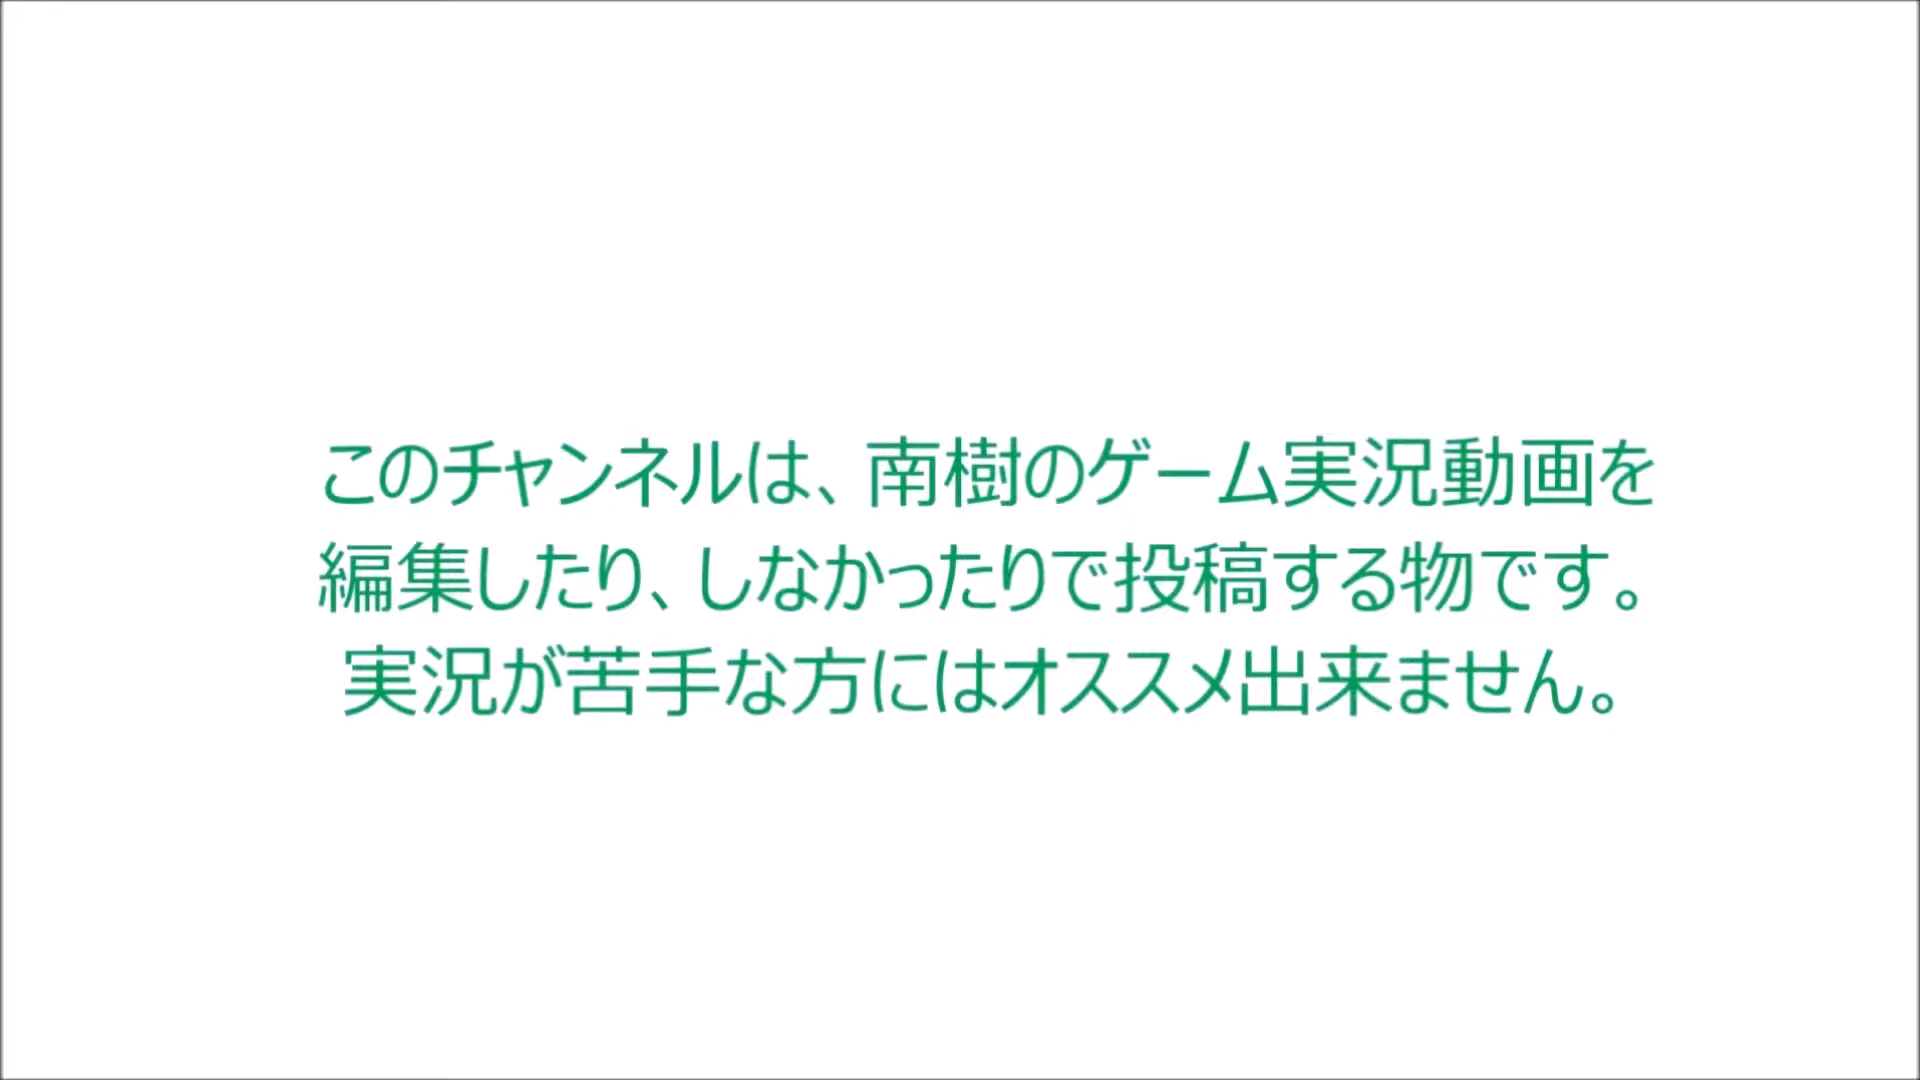 このチャンネルは、南樹のゲーム実況動画を
編集したり、しなかったりで投稿する物です。
実況が苦手な方にはオススメ出来ません。